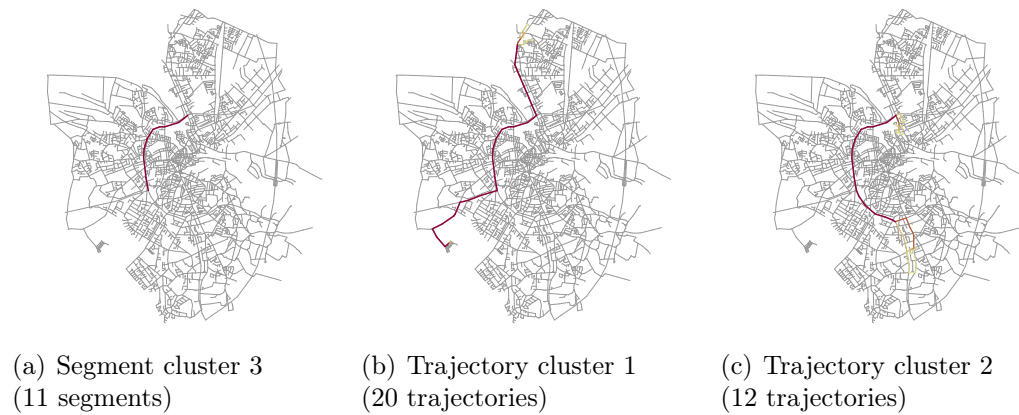 (a) Segment cluster 3
(11 segments)
(b) Trajectory cluster 1
(20 trajectories)
(c) Trajectory cluster 2
(12 trajectories)